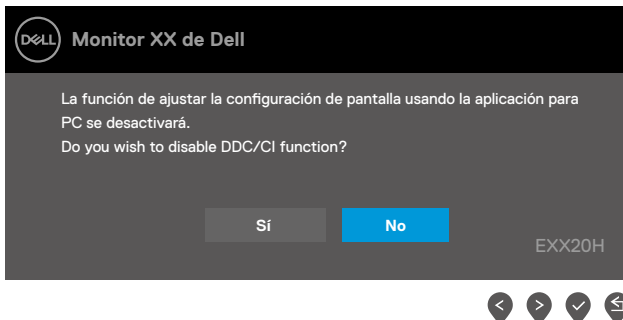 DELL Monitor XX de Dell
La función de ajustar la configuración de pantalla usando la aplicación para
PC se desactivará.
Do you wish to disable DDC/CI function?
Sí No
EXX20H